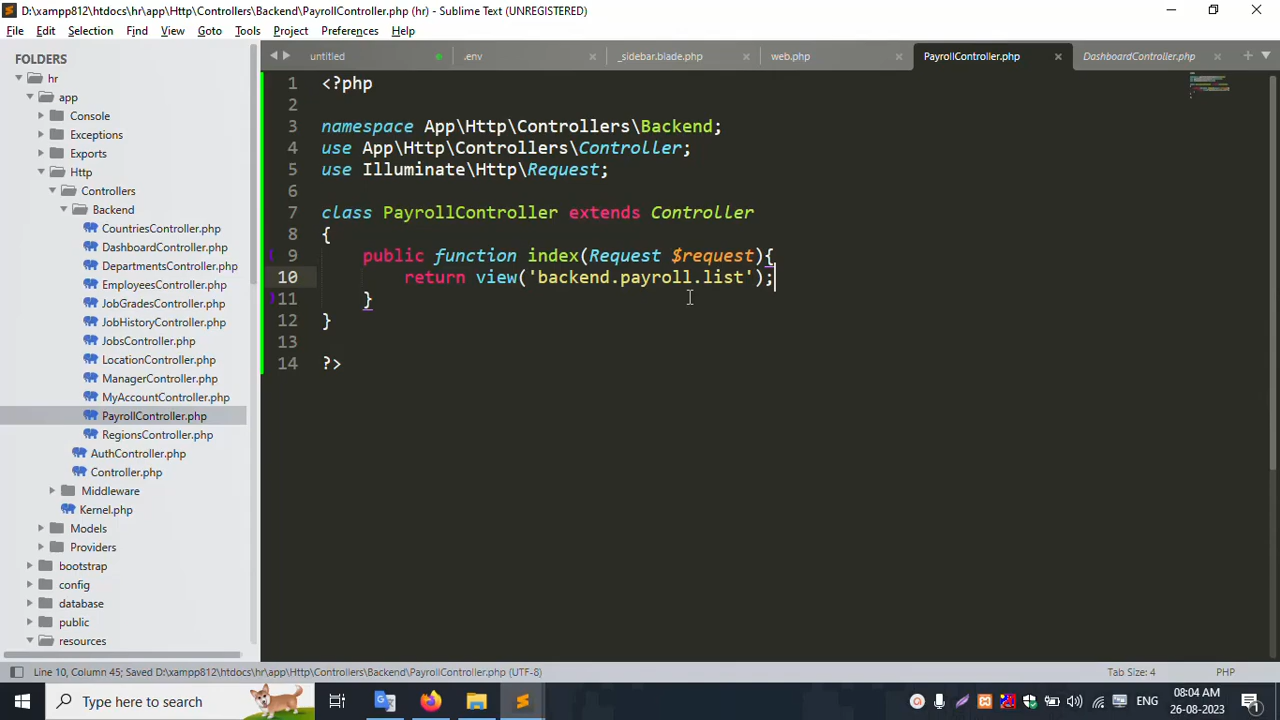 D:\xampp812\htdocs\hr\app\Http\Controllers\Backend\PayrollController.php (hr) - Sublime Text (UNREGISTERED)
File Edit Selection Find View Goto Tools Project Preferences Help
FOLDERS
hr
app
Console
Exceptions
Exports
Http
Controllers
Backend
CountriesController.php
DashboardController.php
DepartmentsController.php
EmployeesController.php
JobGradesController.php
JobHistoryController.php
JobsController.php
LocationController.php
ManagerController.php
MyAccountController.php
PayrollController.php
RegionsController.php
AuthController.php
Controller.php
Middleware
Kernel.php
Models
Providers
bootstrap
config
database
public
resources
untitled .env _sidebar.blade.php web.php PayrollController.php DashboardController.php
1 <?php
2
3 namespace App\Http\Controllers\Backend;
4 use App\Http\Controllers\Controller;
5 use Illuminate\Http\Request;
6
7 class PayrollController extends Controller
8 {
9 public function index(Request $request){
10 return view('backend.payroll.list');
11 }
12 }
13
14 ?>
Line 10, Column 45; Saved D:\xampp812\htdocs\hr\app\Http\Controllers\Backend\PayrollController.php (UTF-8) Tab Size: 4 PHP
Type here to search
ENG
08:04 AM
26-08-2023
1